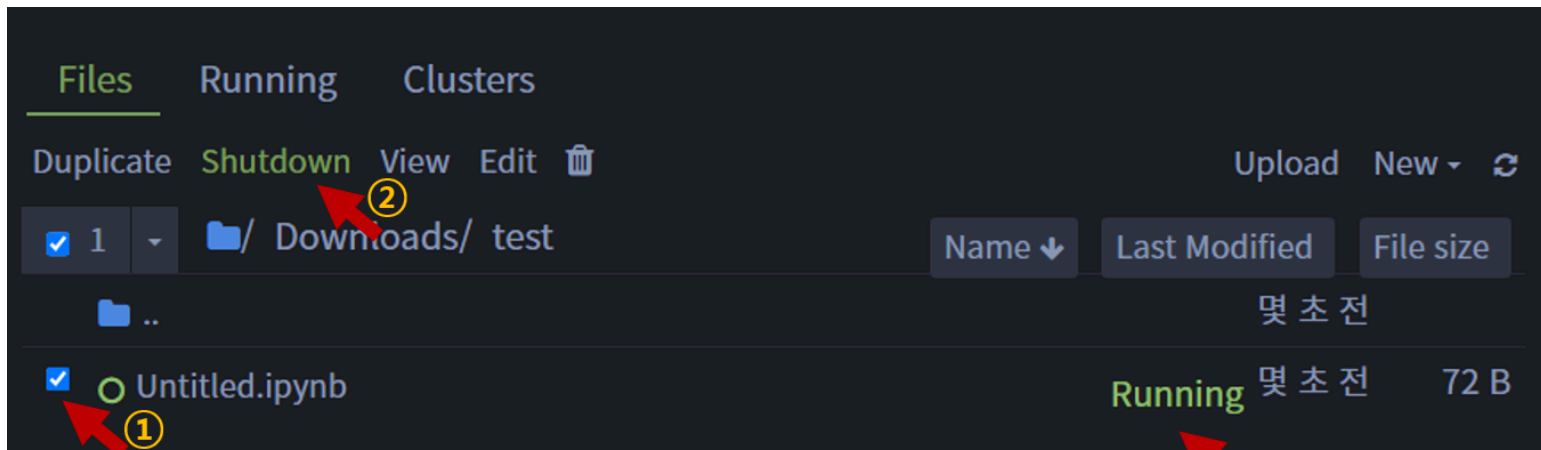 Files Running Clusters
Duplicate Shutdown View Edit Upload New
②
1 / Downloads/ test Name Last Modified File size
.. 몇 초 전
Untitled.ipynb Running 몇 초 전 72 B
①